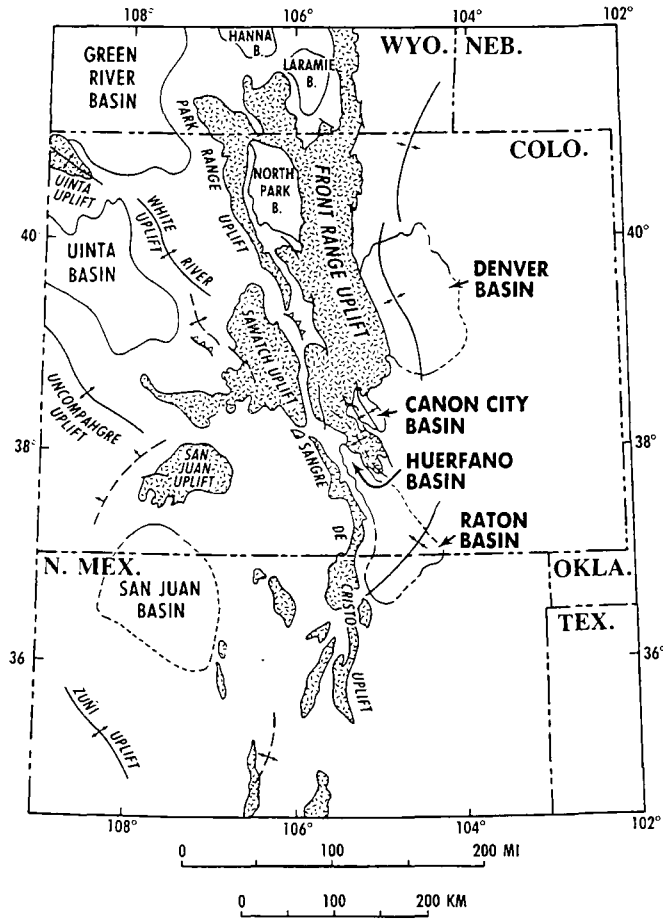 108°
106°
104°
102°
HANNA
B.
WYO.
NEB.
GREEN
RIVER
BASIN
LARAMIE
B.
PARK
RANGE
UPLIFT
COLO.
NORTH
PARK
B.
FRONT RANGE UPLIFT
UINTA
UPLIFT
WHITE
RIVER
UPLIFT
40°
40°
UINTA
BASIN
DENVER
BASIN
SAWATCH UPLIFT
UNCOMPAHGRE
UPLIFT
CANON CITY
BASIN
38°
38°
SAN
JUAN
UPLIFT
SANGRE
DE
CRISTO
UPLIFT
HUERFANO
BASIN
RATON
BASIN
N. MEX.
OKLA.
SAN JUAN
BASIN
TEX.
36
36°
ZUÑI
UPLIFT
108°
106°
104°
102°
0
100
200 MI
0
100
200 KM